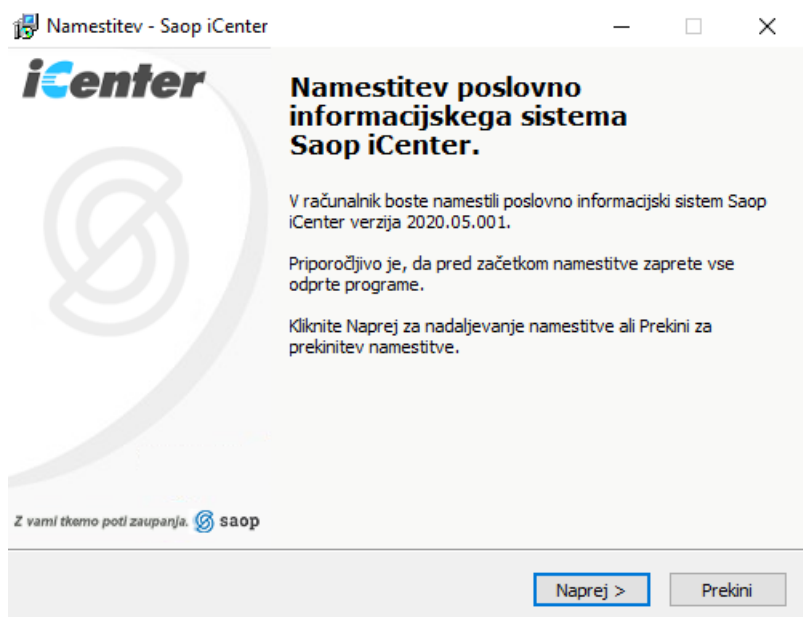 Namestitev - Saop iCenter
iCenter
Namestitev poslovno
informacijskega sistema
Saop iCenter.
V računalnik boste namestili poslovno informacijski sistem Saop
iCenter verzija 2020.05.001.
Priporočljivo je, da pred začetkom namestitve zaprete vse
odprte programe.
Kliknite Naprej za nadaljevanje namestitve ali Prekini za
prekinitev namestitve.
Z vami tkemo poti zaupanja. saop
Naprej > Prekini